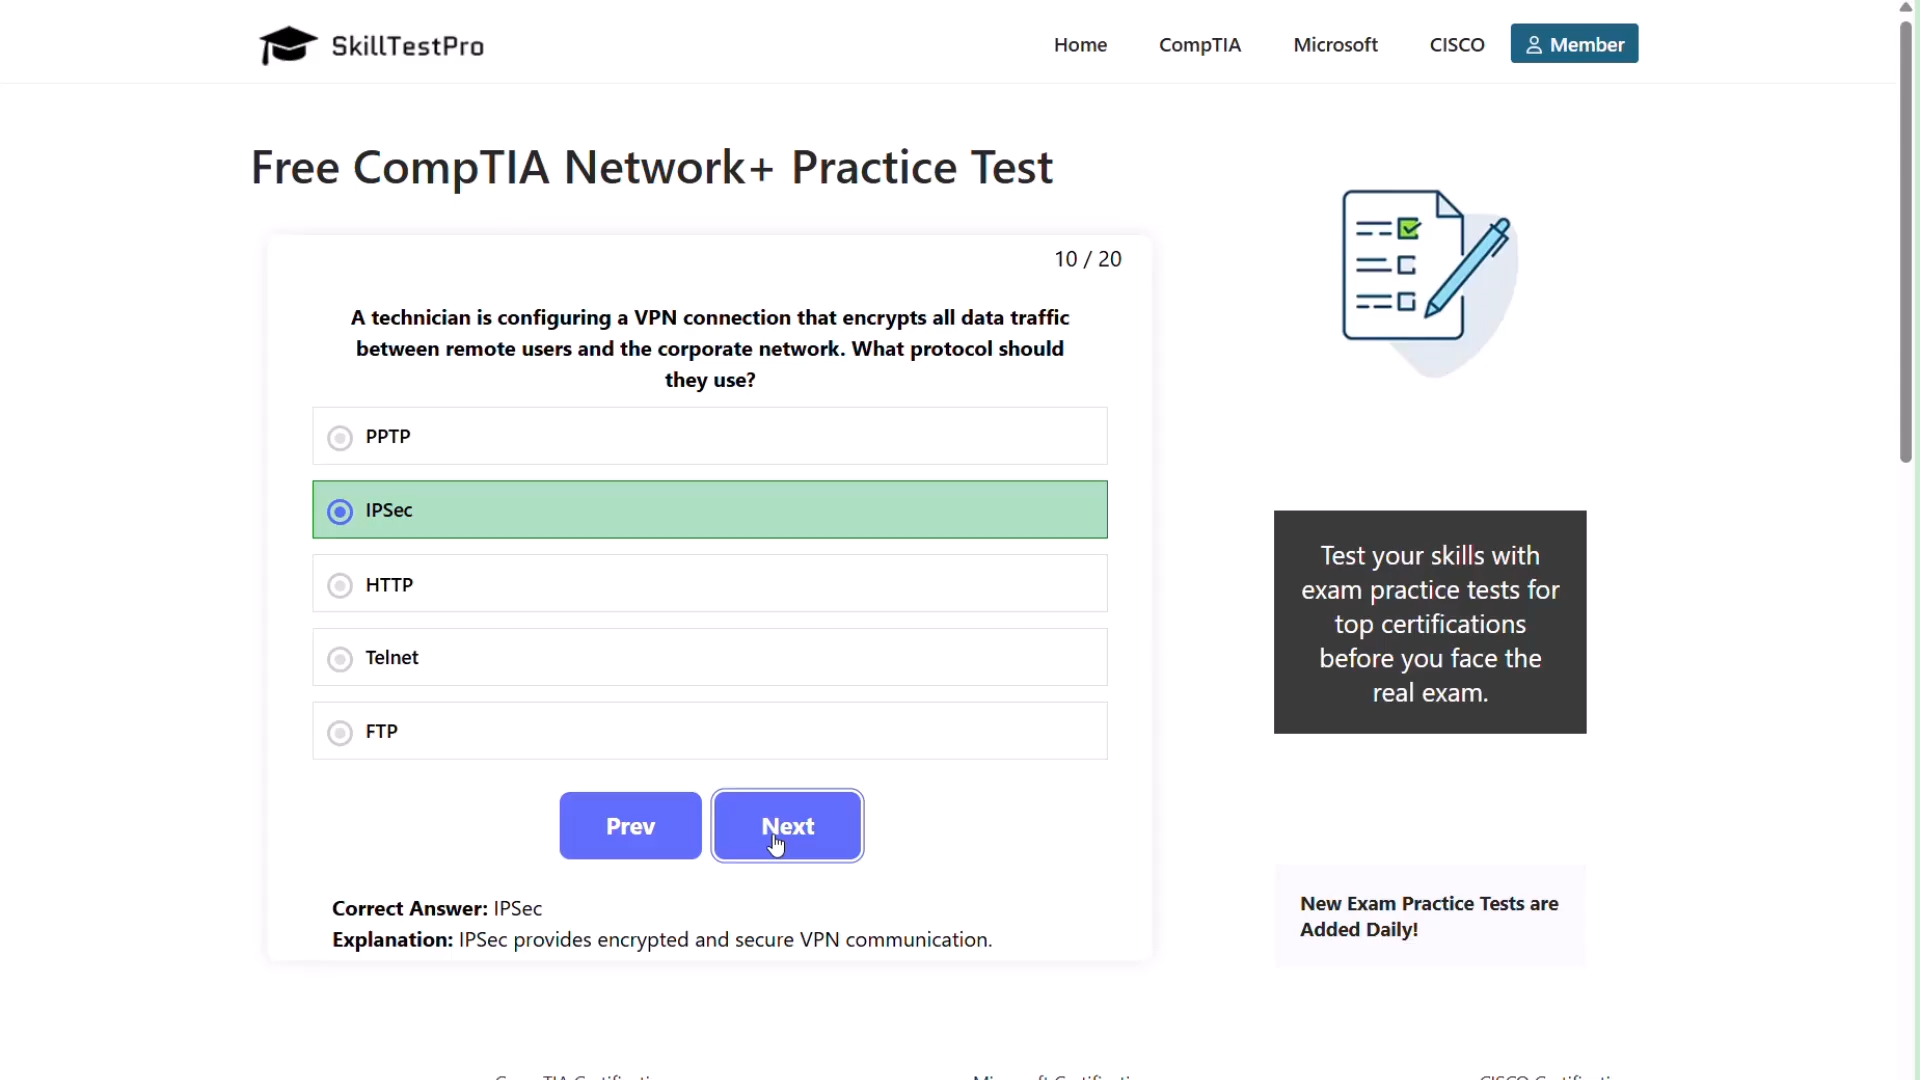 SkillTestPro
Home
CompTIA
Microsoft
CISCO
Member
Free CompTIA Network+ Practice Test
10 / 20
A technician is configuring a VPN connection that encrypts all data traffic
between remote users and the corporate network. What protocol should
they use?
PPTP
IPSec
HTTP
Telnet
FTP
Prev
Next
Correct Answer: IPSec
Explanation: IPSec provides encrypted and secure VPN communication.
Test your skills with
exam practice tests for
top certifications
before you face the
real exam.
New Exam Practice Tests are
Added Daily!